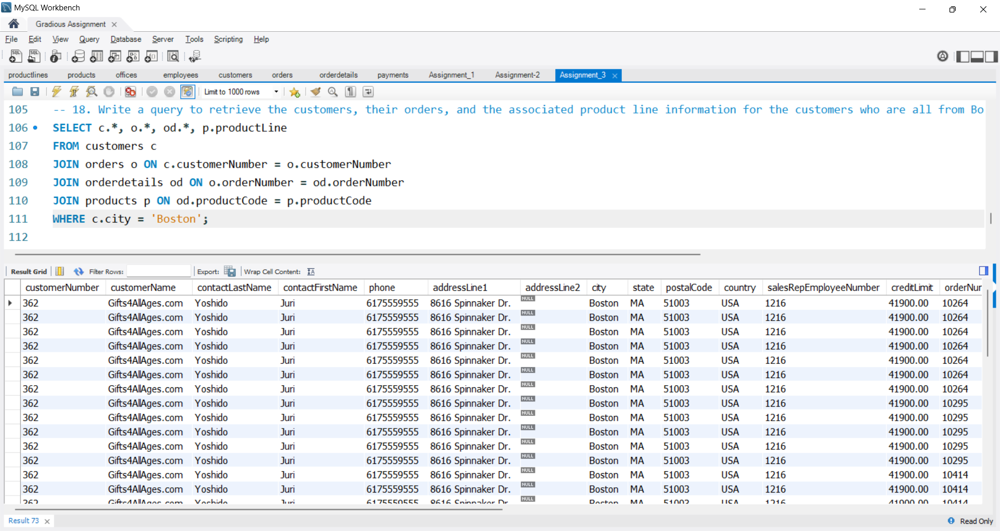 MySQL Workbench
Gradious Assignment
File Edit View Query Database Server Tools Scripting Help
productlines products offices employees customers orders orderdetails payments Assignment_1 Assignment-2 Assignment_3
Limit to 1000 rows
105 -- 18. Write a query to retrieve the customers, their orders, and the associated product line information for the customers who are all from Bo
106 SELECT c.*, o.*, od.*, p.productLine
107 FROM customers c
108 JOIN orders o ON c.customerNumber = o.customerNumber
109 JOIN orderdetails od ON o.orderNumber = od.orderNumber
110 JOIN products p ON od.productCode = p.productCode
111 WHERE c.city = 'Boston';
112
Result Grid Filter Rows: Export: Wrap Cell Content:
customerNumber customerName contactLastName contactFirstName phone addressLine1 addressLine2 city state postalCode country salesRepEmployeeNumber creditLimit orderNur
362 Gifts4AllAges.com Yoshido Juri 6175559555 8616 Spinnaker Dr. NULL Boston MA 51003 USA 1216 41900.00 10264
362 Gifts4AllAges.com Yoshido Juri 6175559555 8616 Spinnaker Dr. NULL Boston MA 51003 USA 1216 41900.00 10264
362 Gifts4AllAges.com Yoshido Juri 6175559555 8616 Spinnaker Dr. NULL Boston MA 51003 USA 1216 41900.00 10264
362 Gifts4AllAges.com Yoshido Juri 6175559555 8616 Spinnaker Dr. NULL Boston MA 51003 USA 1216 41900.00 10264
362 Gifts4AllAges.com Yoshido Juri 6175559555 8616 Spinnaker Dr. NULL Boston MA 51003 USA 1216 41900.00 10264
362 Gifts4AllAges.com Yoshido Juri 6175559555 8616 Spinnaker Dr. NULL Boston MA 51003 USA 1216 41900.00 10264
362 Gifts4AllAges.com Yoshido Juri 6175559555 8616 Spinnaker Dr. NULL Boston MA 51003 USA 1216 41900.00 10264
362 Gifts4AllAges.com Yoshido Juri 6175559555 8616 Spinnaker Dr. NULL Boston MA 51003 USA 1216 41900.00 10295
362 Gifts4AllAges.com Yoshido Juri 6175559555 8616 Spinnaker Dr. NULL Boston MA 51003 USA 1216 41900.00 10295
362 Gifts4AllAges.com Yoshido Juri 6175559555 8616 Spinnaker Dr. NULL Boston MA 51003 USA 1216 41900.00 10295
362 Gifts4AllAges.com Yoshido Juri 6175559555 8616 Spinnaker Dr. NULL Boston MA 51003 USA 1216 41900.00 10295
362 Gifts4AllAges.com Yoshido Juri 6175559555 8616 Spinnaker Dr. NULL Boston MA 51003 USA 1216 41900.00 10295
362 Gifts4AllAges.com Yoshido Juri 6175559555 8616 Spinnaker Dr. NULL Boston MA 51003 USA 1216 41900.00 10414
362 Gifts4AllAges.com Yoshido Juri 6175559555 8616 Spinnaker Dr. NULL Boston MA 51003 USA 1216 41900.00 10414
362 Gifts4AllAges.com Yoshido Juri 6175559555 8616 Spinnaker Dr. NULL Boston MA 51003 USA 1216 41900.00 10414
Result 73 Read Only